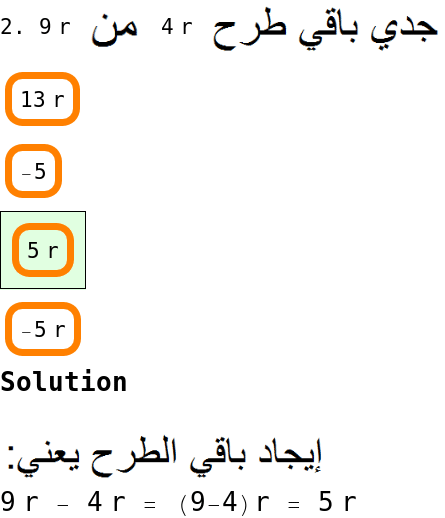 2. 9 r من 4 r جدي باقي طرح
13 r
−5
5 r
−5 r
Solution
إيجاد باقي الطرح يعني:
9 r − 4 r = (9−4) r = 5 r